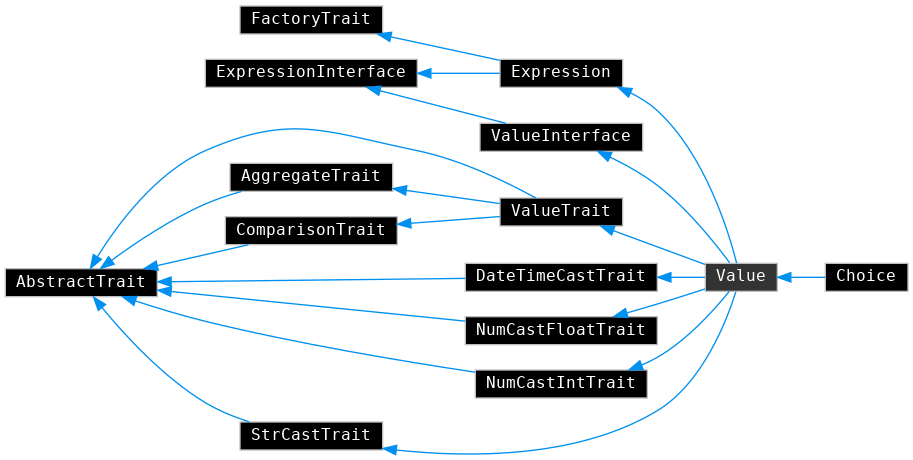 FactoryTrait
ExpressionInterface
Expression
ValueInterface
AggregateTrait
ValueTrait
ComparisonTrait
AbstractTrait
DateTimeCastTrait
Value
Choice
NumCastFloatTrait
NumCastIntTrait
StrCastTrait